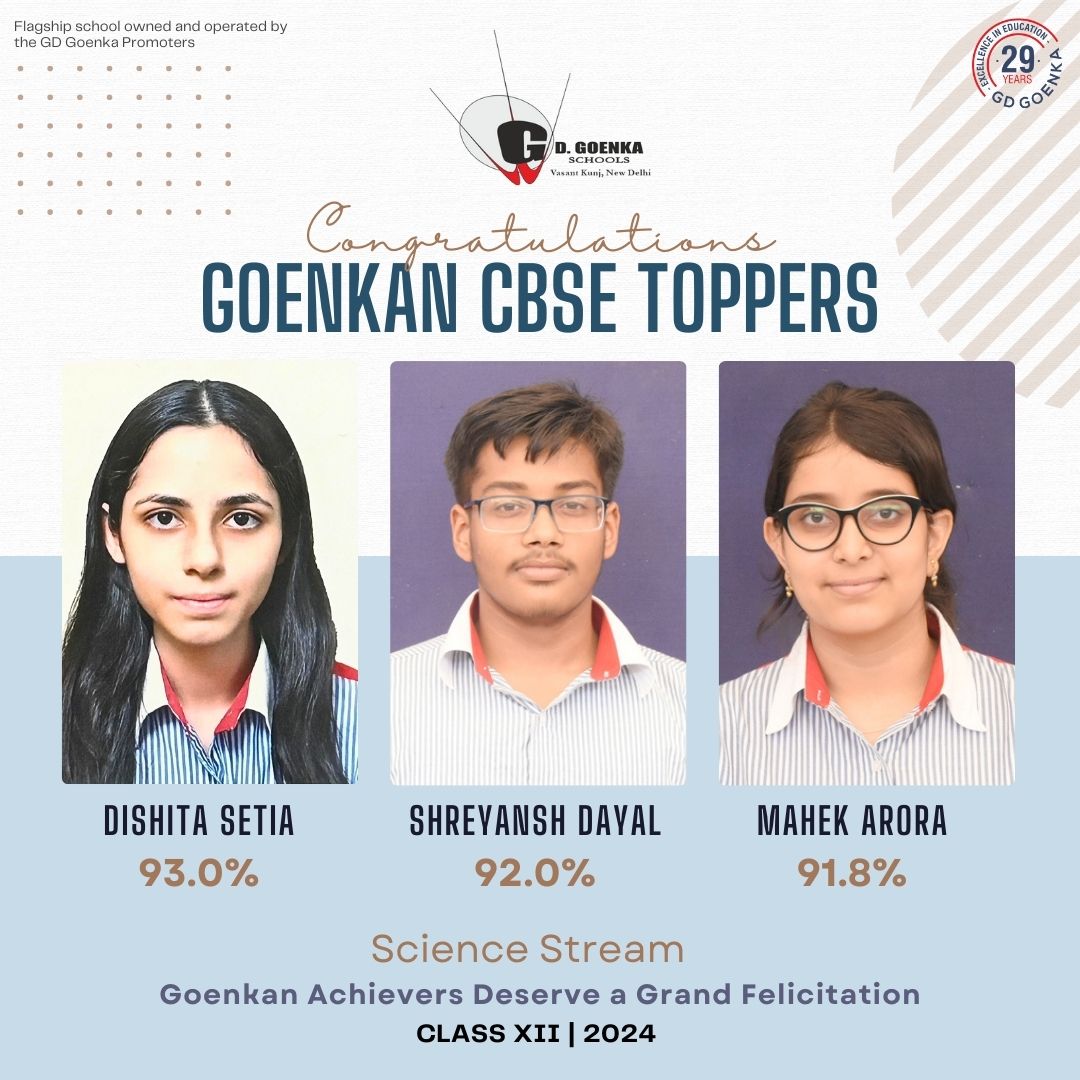 Flagship school owned and operated by
the GD Goenka Promoters
EXCELLENCE IN EDUCATION
29
YEARS
GD GOENKA
G D. GOENKA
SCHOOLS
Vasant Kunj, New Delhi
Congratulations
GOENKAN CBSE TOPPERS
DISHITA SETIA
SHREYANSH DAYAL
MAHEK ARORA
93.0%
92.0%
91.8%
Science Stream
Goenkan Achievers Deserve a Grand Felicitation
CLASS XII | 2024